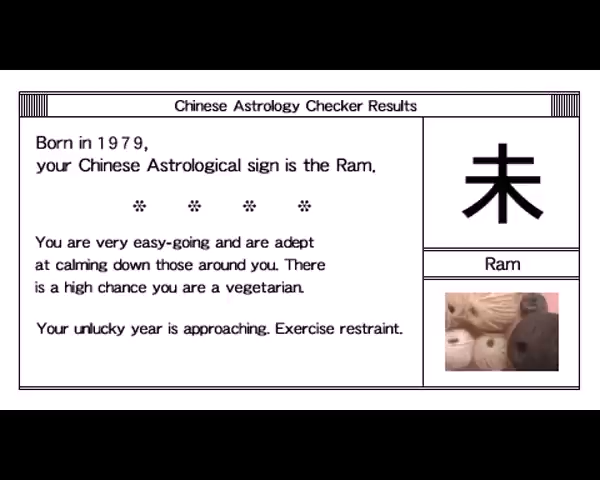 Chinese Astrology Checker Results
Born in 1979,
your Chinese Astrological sign is the Ram.
* * * *
You are very easy-going and are adept
at calming down those around you. There
is a high chance you are a vegetarian.
Your unlucky year is approaching. Exercise restraint.
未
Ram